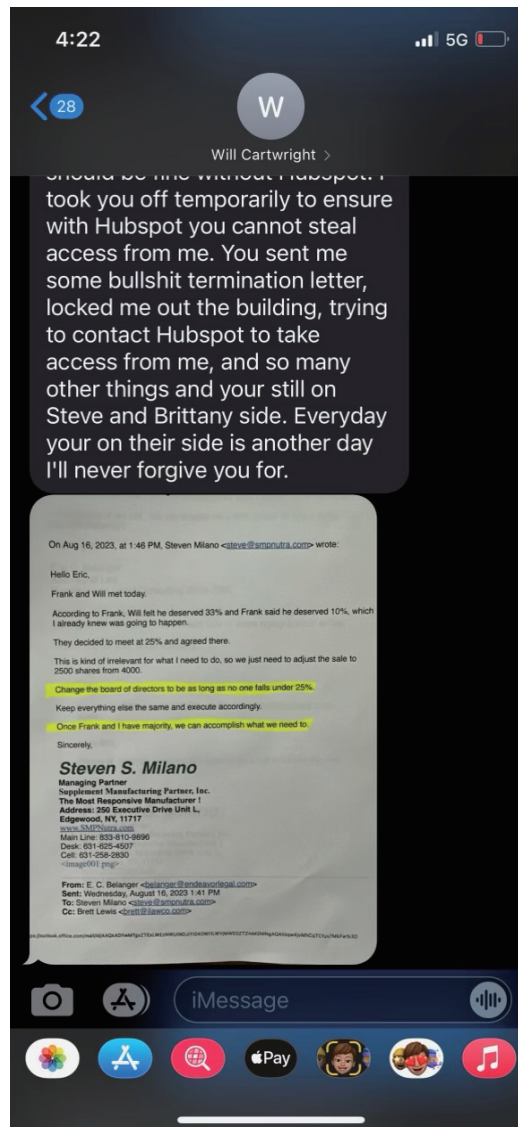 4:22
5G
28
W
Will Cartwright >
should be fine without Hubspot. I
took you off temporarily to ensure
with Hubspot you cannot steal
access from me. You sent me
some bullshit termination letter,
locked me out the building, trying
to contact Hubspot to take
access from me, and so many
other things and your still on
Steve and Brittany side. Everyday
your on their side is another day
I'll never forgive you for.
On Aug 16, 2023, at 1:46 PM, Steven Milano <steve@smpnutra.com> wrote:
Hello Eric,
Frank and Will met today.
According to Frank, Will felt he deserved 33% and Frank said he deserved 10%, which
I already knew was going to happen.
They decided to meet at 25% and agreed there.
This is kind of irrelevant for what I need to do, so we just need to adjust the sale to
2500 shares from 4000.
Change the board of directors to be as long as no one falls under 25%.
Keep everything else the same and execute accordingly.
Once Frank and I have majority, we can accomplish what we need to.
Sincerely,
Steven S. Milano
Managing Partner
Supplement Manufacturing Partner, Inc.
The Most Responsive Manufacturer !
Address: 250 Executive Drive Unit L,
Edgewood, NY, 11717
www.SMPNutra.com
Main Line: 833-810-9896
Desk: 631-625-4507
Cell: 631-258-2830
<image001.png>
From: E. C. Belanger <belanger@endeavorlegal.com>
Sent: Wednesday, August 16, 2023 1:41 PM
To: Steven Milano <steve@smpnutra.com>
Cc: Brett Lewis <brett@iilawco.com>
iMessage
Pay